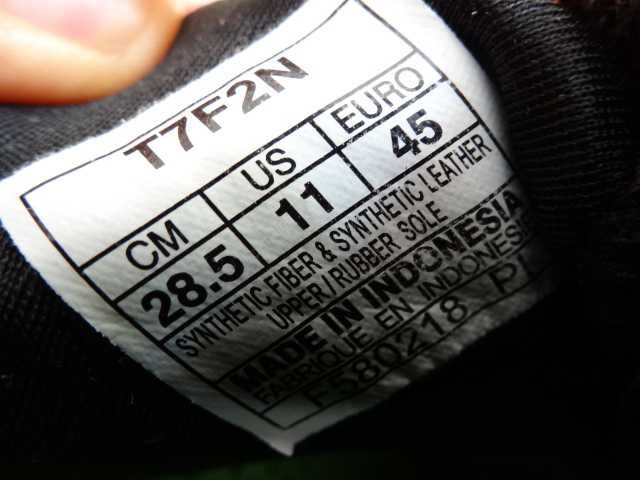 T7F2N
CM US EURO
28.5 11 45
SYNTHETIC FIBER & SYNTHETIC LEATHER
UPPER/RUBBER SOLE
MADE IN INDONESIA
FABRIQUE EN INDONESIE
F580218 PI